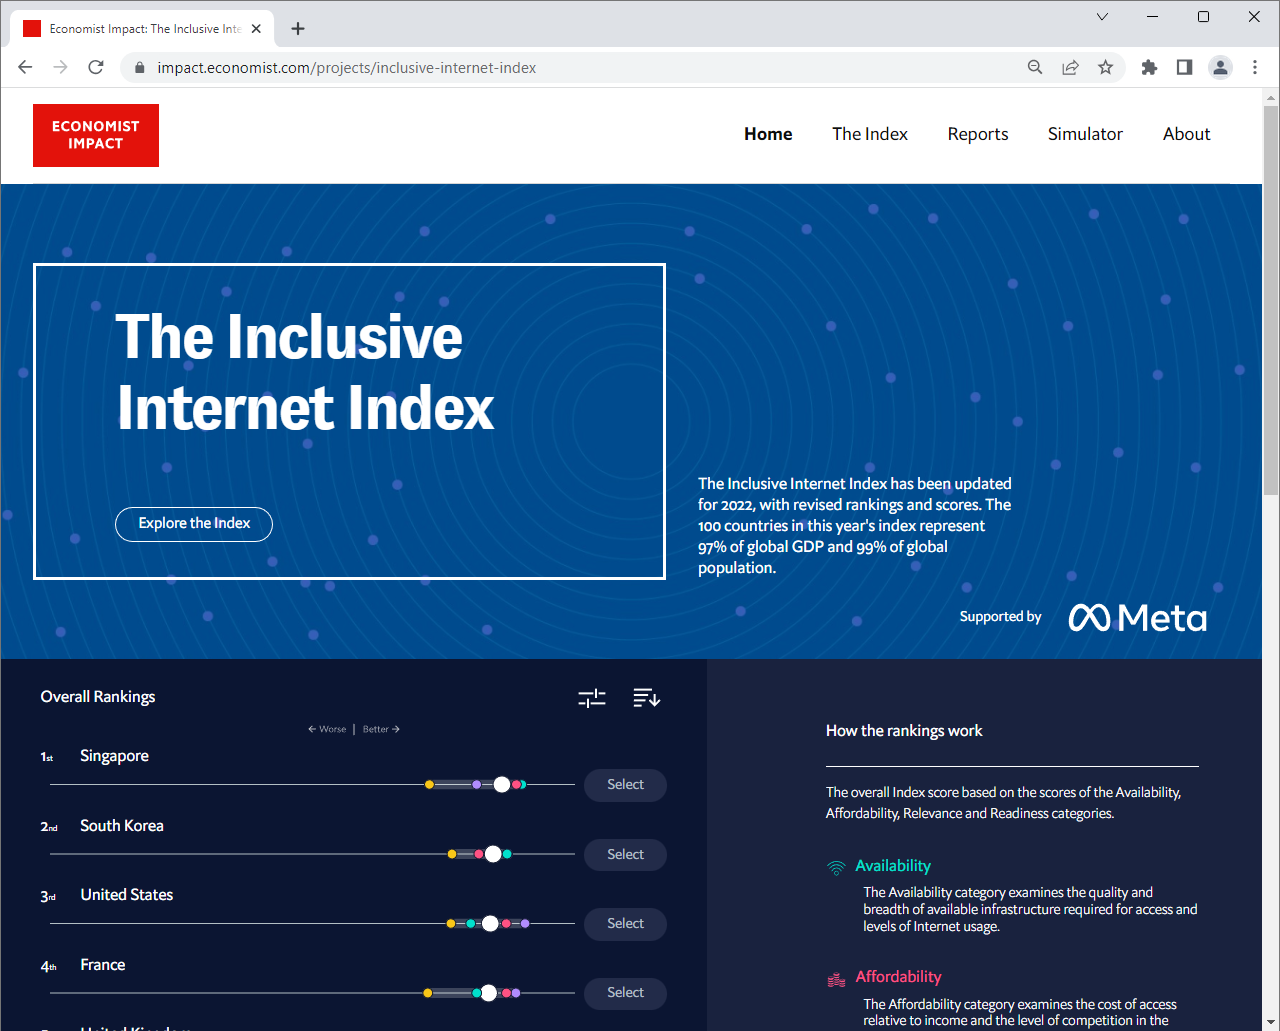 Economist Impact: The Inclusive Inte
impact.economist.com/projects/inclusive-internet-index
ECONOMIST
IMPACT
Home
The Index
Reports
Simulator
About
The Inclusive
Internet Index
Explore the Index
The Inclusive Internet Index has been updated
for 2022, with revised rankings and scores. The
100 countries in this year's index represent
97% of global GDP and 99% of global
population.
Supported by
Meta
Overall Rankings
← Worse | Better →
1st Singapore
Select
2nd South Korea
Select
3rd United States
Select
4th France
Select
How the rankings work
The overall Index score based on the scores of the Availability,
Affordability, Relevance and Readiness categories.
Availability
The Availability category examines the quality and
breadth of available infrastructure required for access and
levels of Internet usage.
Affordability
The Affordability category examines the cost of access
relative to income and the level of competition in the